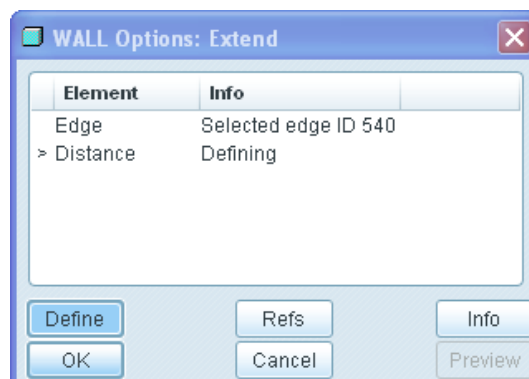 WALL Options: Extend
Element Info
Edge Selected edge ID 540
> Distance Defining
Define Refs Info
OK Cancel Preview